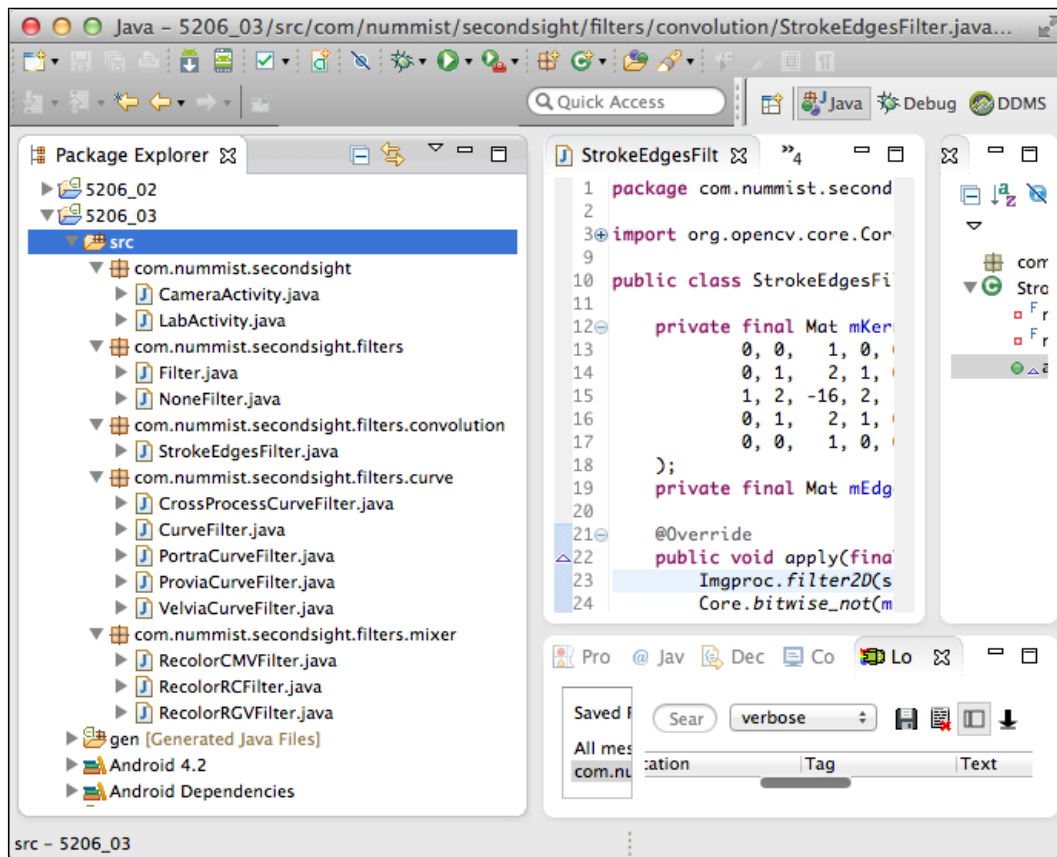 Java – 5206_03/src/com/nummist/secondsight/filters/convolution/StrokeEdgesFilter.java...
Quick Access
Java
Debug
DDMS
Package Explorer
5206_02
5206_03
src
com.nummist.secondsight
CameraActivity.java
LabActivity.java
com.nummist.secondsight.filters
Filter.java
NoneFilter.java
com.nummist.secondsight.filters.convolution
StrokeEdgesFilter.java
com.nummist.secondsight.filters.curve
CrossProcessCurveFilter.java
CurveFilter.java
PortraCurveFilter.java
ProviaCurveFilter.java
VelviaCurveFilter.java
com.nummist.secondsight.filters.mixer
RecolorCMVFilter.java
RecolorRCFilter.java
RecolorRGVFilter.java
gen [Generated Java Files]
Android 4.2
Android Dependencies
StrokeEdgesFilt
»4
1 package com.nummist.second
2
3 import org.opencv.core.Cor
9
10 public class StrokeEdgesFi
11
12 private final Mat mKer
13 0, 0, 1, 0,
14 0, 1, 2, 1,
15 1, 2, -16, 2,
16 0, 1, 2, 1,
17 0, 0, 1, 0,
18 );
19 private final Mat mEdg
20
21 @Override
22 public void apply(fina
23 Imgproc.filter2D(s
24 Core.bitwise_not(m
com
Stro
F r
F r
a
Pro
@ Jav
Dec
Co
Lo
Saved F
Sear
verbose
All mes
com.nu
cation
Tag
Text
src – 5206_03